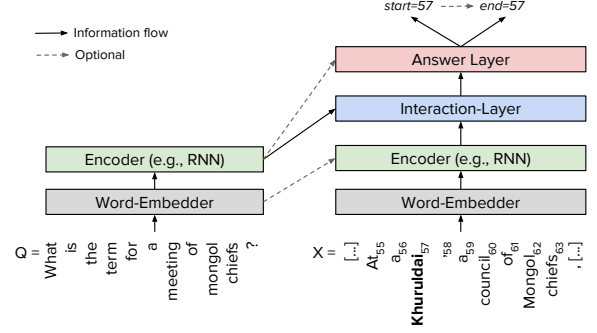 start=57 end=57
Information flow
Optional
Answer Layer
Interaction-Layer
Encoder (e.g., RNN)
Encoder (e.g., RNN)
Word-Embedder
Word-Embedder
Q = What is the term for a meeting of mongol chiefs ?
X = [...] At55 a56 Khuruldai57 ,58 a59 council60 of61 Mongol62 chiefs63 , [...]